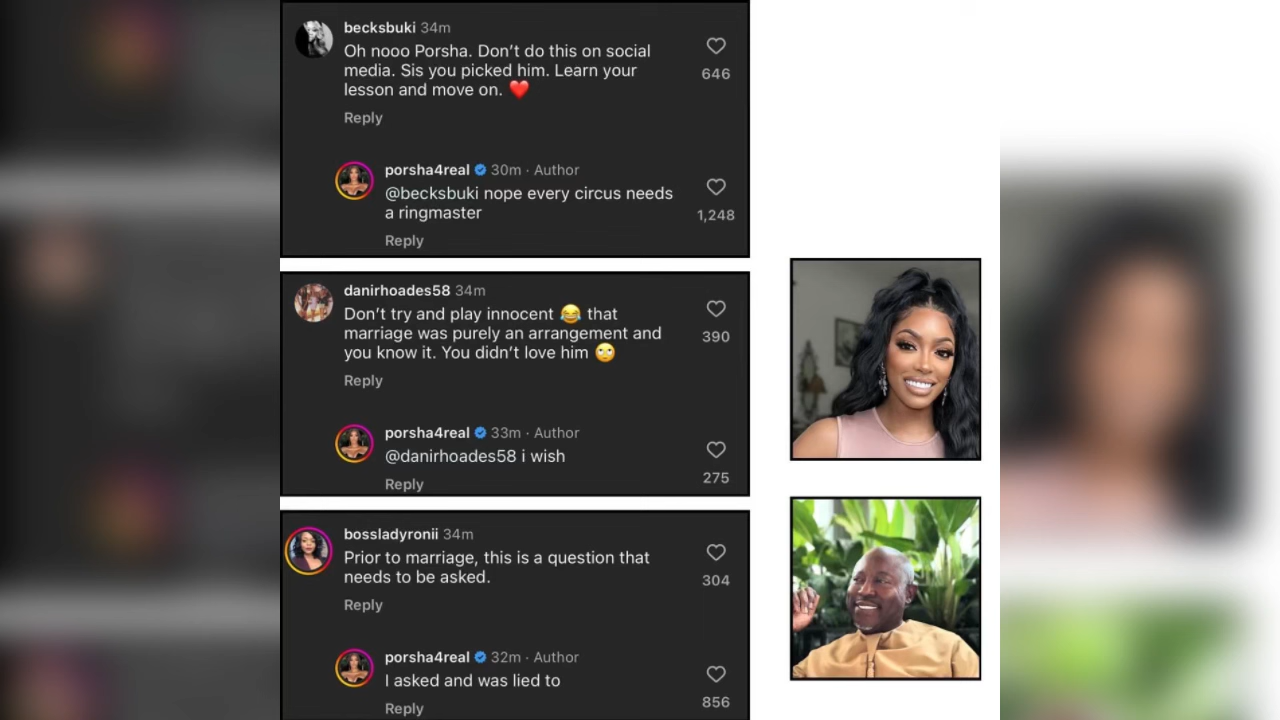 becksbuki 34m
Oh nooo Porsha. Don’t do this on social
media. Sis you picked him. Learn your
lesson and move on. ❤️
646
Reply
porsha4real 30m · Author
@becksbuki nope every circus needs
a ringmaster
1,248
Reply
danirhoades58 34m
Don’t try and play innocent 😂 that
marriage was purely an arrangement and
you know it. You didn’t love him 🙄
390
Reply
porsha4real 33m · Author
@danirhoades58 i wish
275
Reply
bossladyronii 34m
Prior to marriage, this is a question that
needs to be asked.
304
Reply
porsha4real 32m · Author
I asked and was lied to
856
Reply